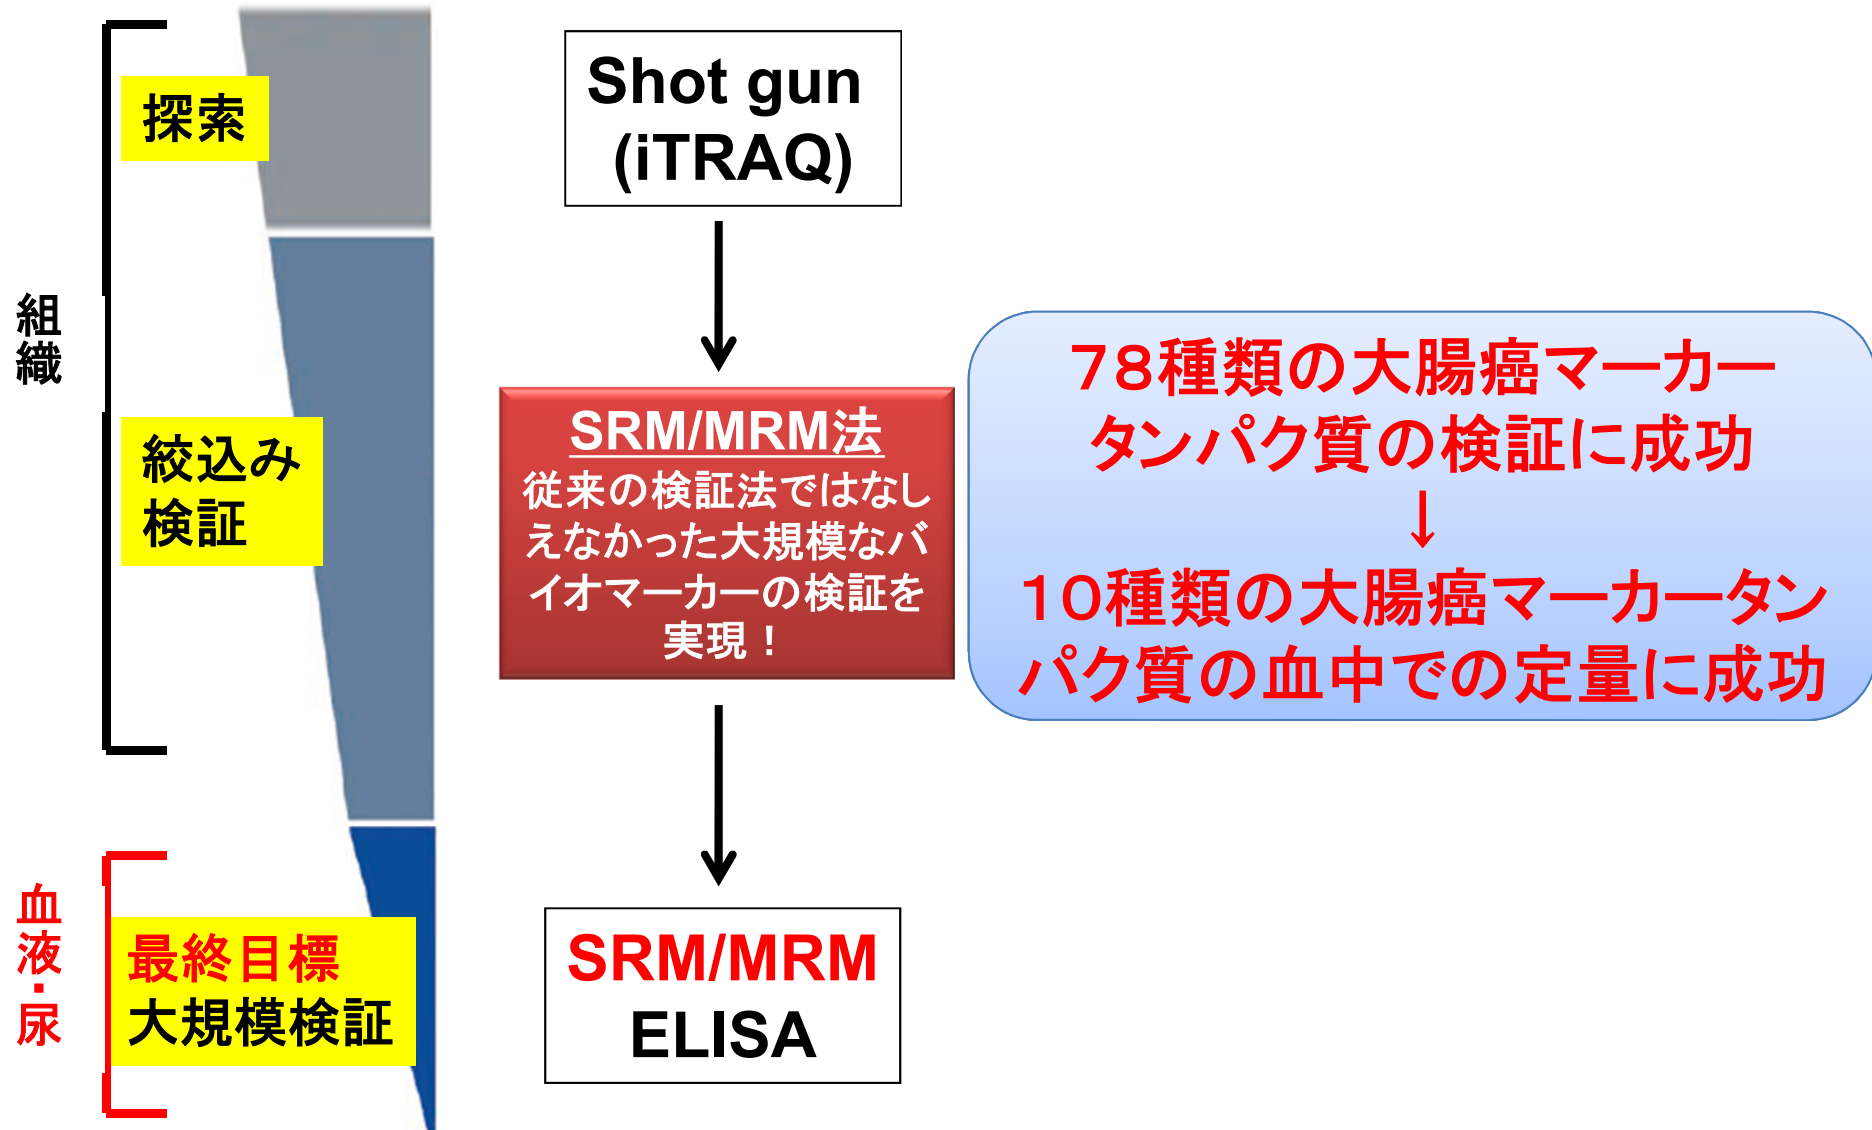 探索
Shot gun
(iTRAQ)
組織
絞込み
検証
SRM/MRM法
従来の検証法ではなし
えなかった大規模なバ
イオマーカーの検証を
実現！
７８種類の大腸癌マーカー
タンパク質の検証に成功
↓
１０種類の大腸癌マーカータン
パク質の血中での定量に成功
血液・尿
最終目標
大規模検証
SRM/MRM
ELISA